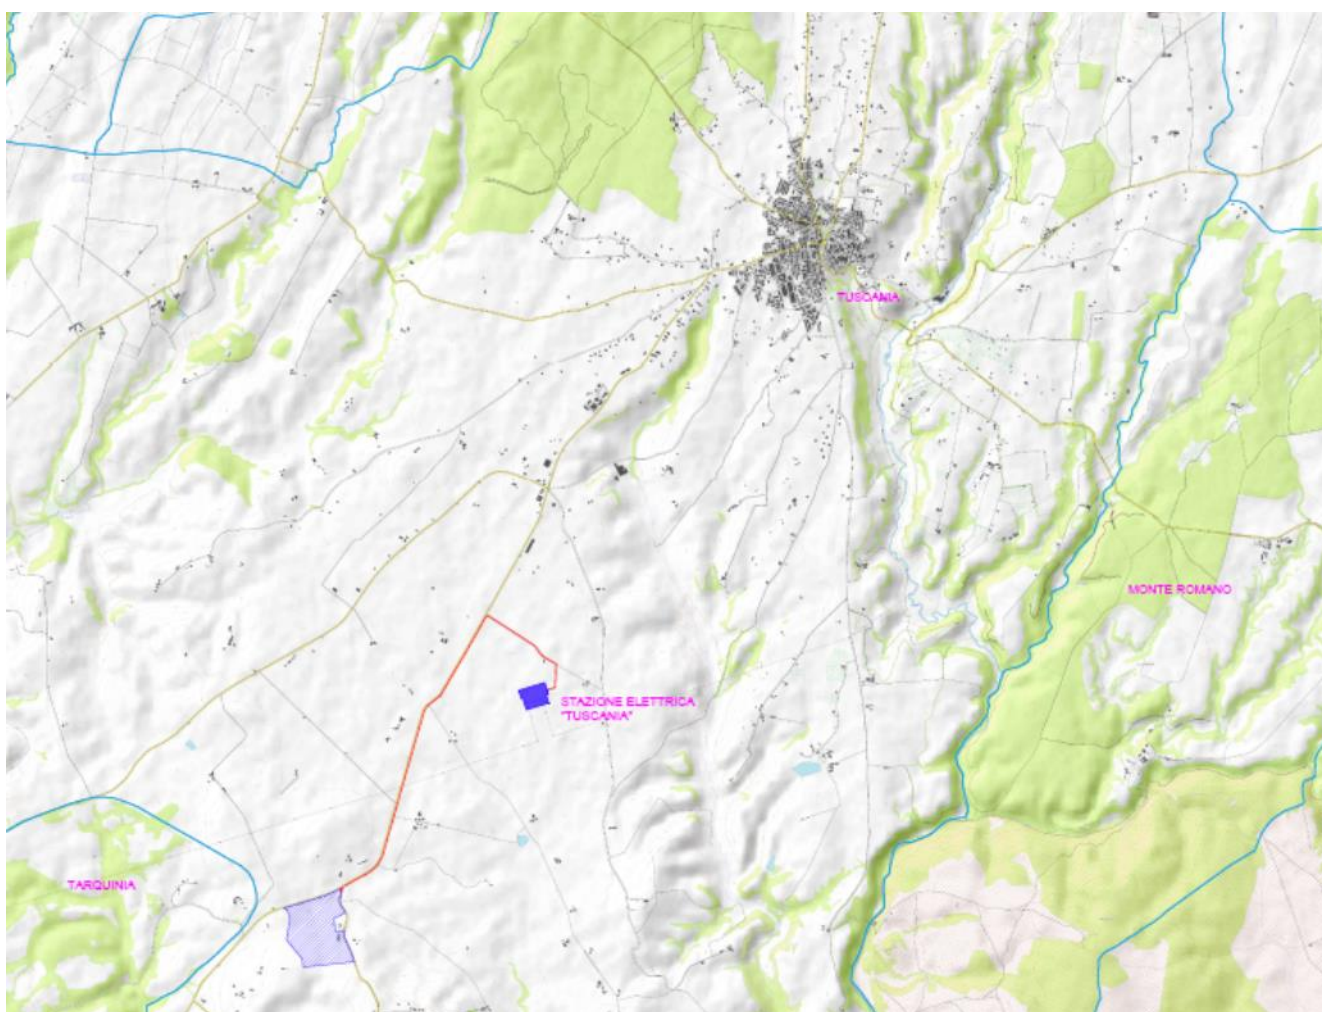 TUSCANIA
MONTE ROMANO
STAZIONE ELETTRICA
"TUSCANIA"
TARQUINIA